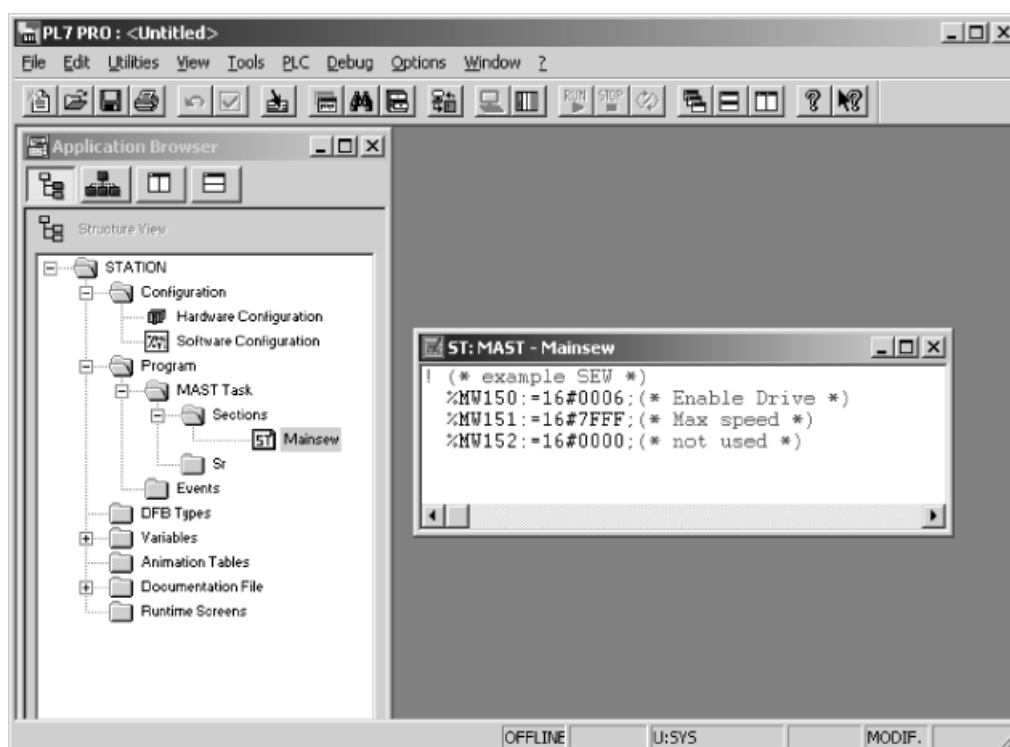 PL7 PRO : <Untitled>
File Edit Utilities View Tools PLC Debug Options Window ?
RUN STOP
Application Browser
Structure View
STATION
Configuration
Hardware Configuration
Software Configuration
Program
MAST Task
Sections
ST Mainsew
Sr
Events
DFB Types
Variables
Animation Tables
Documentation File
Runtime Screens
ST: MAST - Mainsew
! (* example SEW *)
%MW150:=16#0006;(* Enable Drive *)
%MW151:=16#7FFF;(* Max speed *)
%MW152:=16#0000;(* not used *)
OFFLINE U:SYS MODIF.